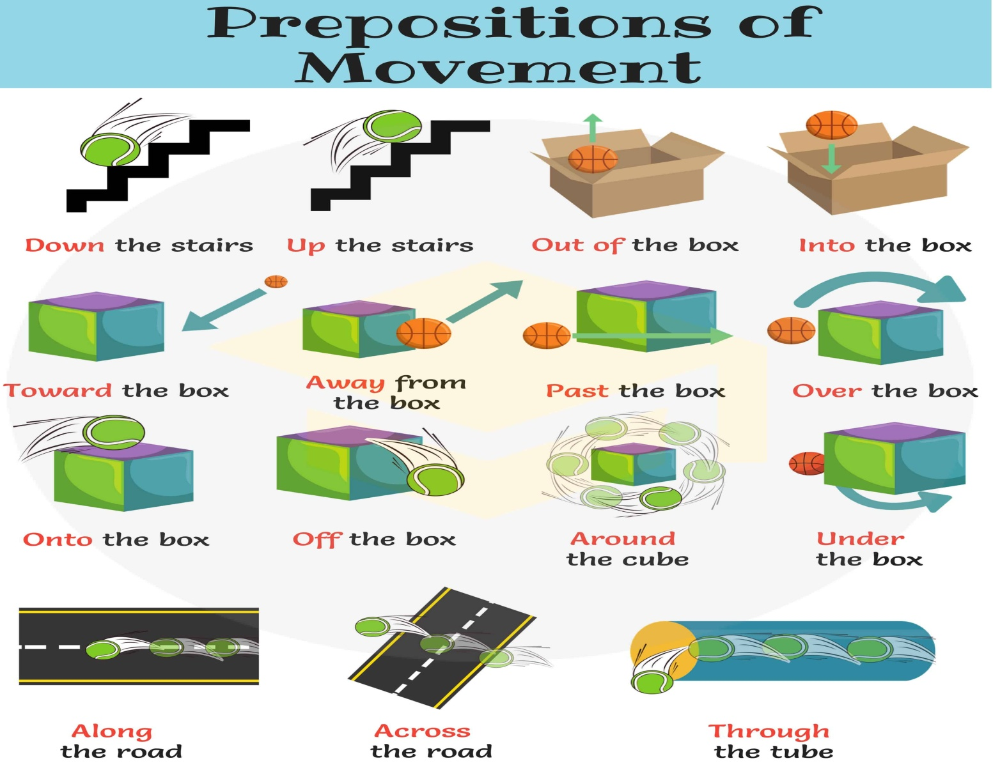 Prepositions of
Movement
Down the stairs
Up the stairs
Out of the box
Into the box
Toward the box
Away from
the box
Past the box
Over the box
Onto the box
Off the box
Around
the cube
Under
the box
Along
the road
Across
the road
Through
the tube